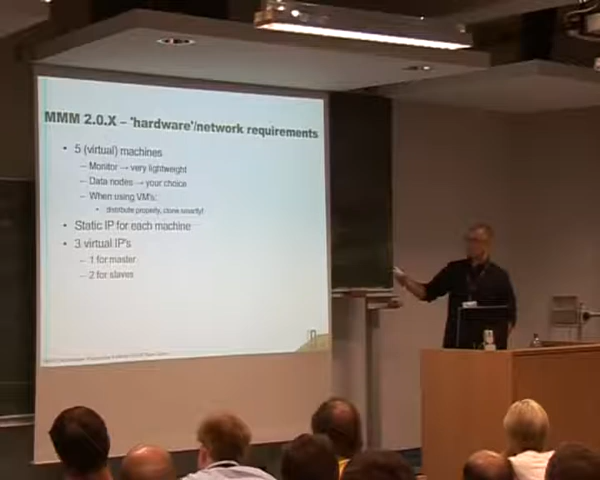 MMM 2.0.X – 'hardware'/network requirements
• 5 (virtual) machines
– Monitor → very lightweight
– Data nodes → your choice
– When using VM's:
• distribute properly, clone smartly!
• Static IP for each machine
• 3 virtual IP's
– 1 for master
– 2 for slaves